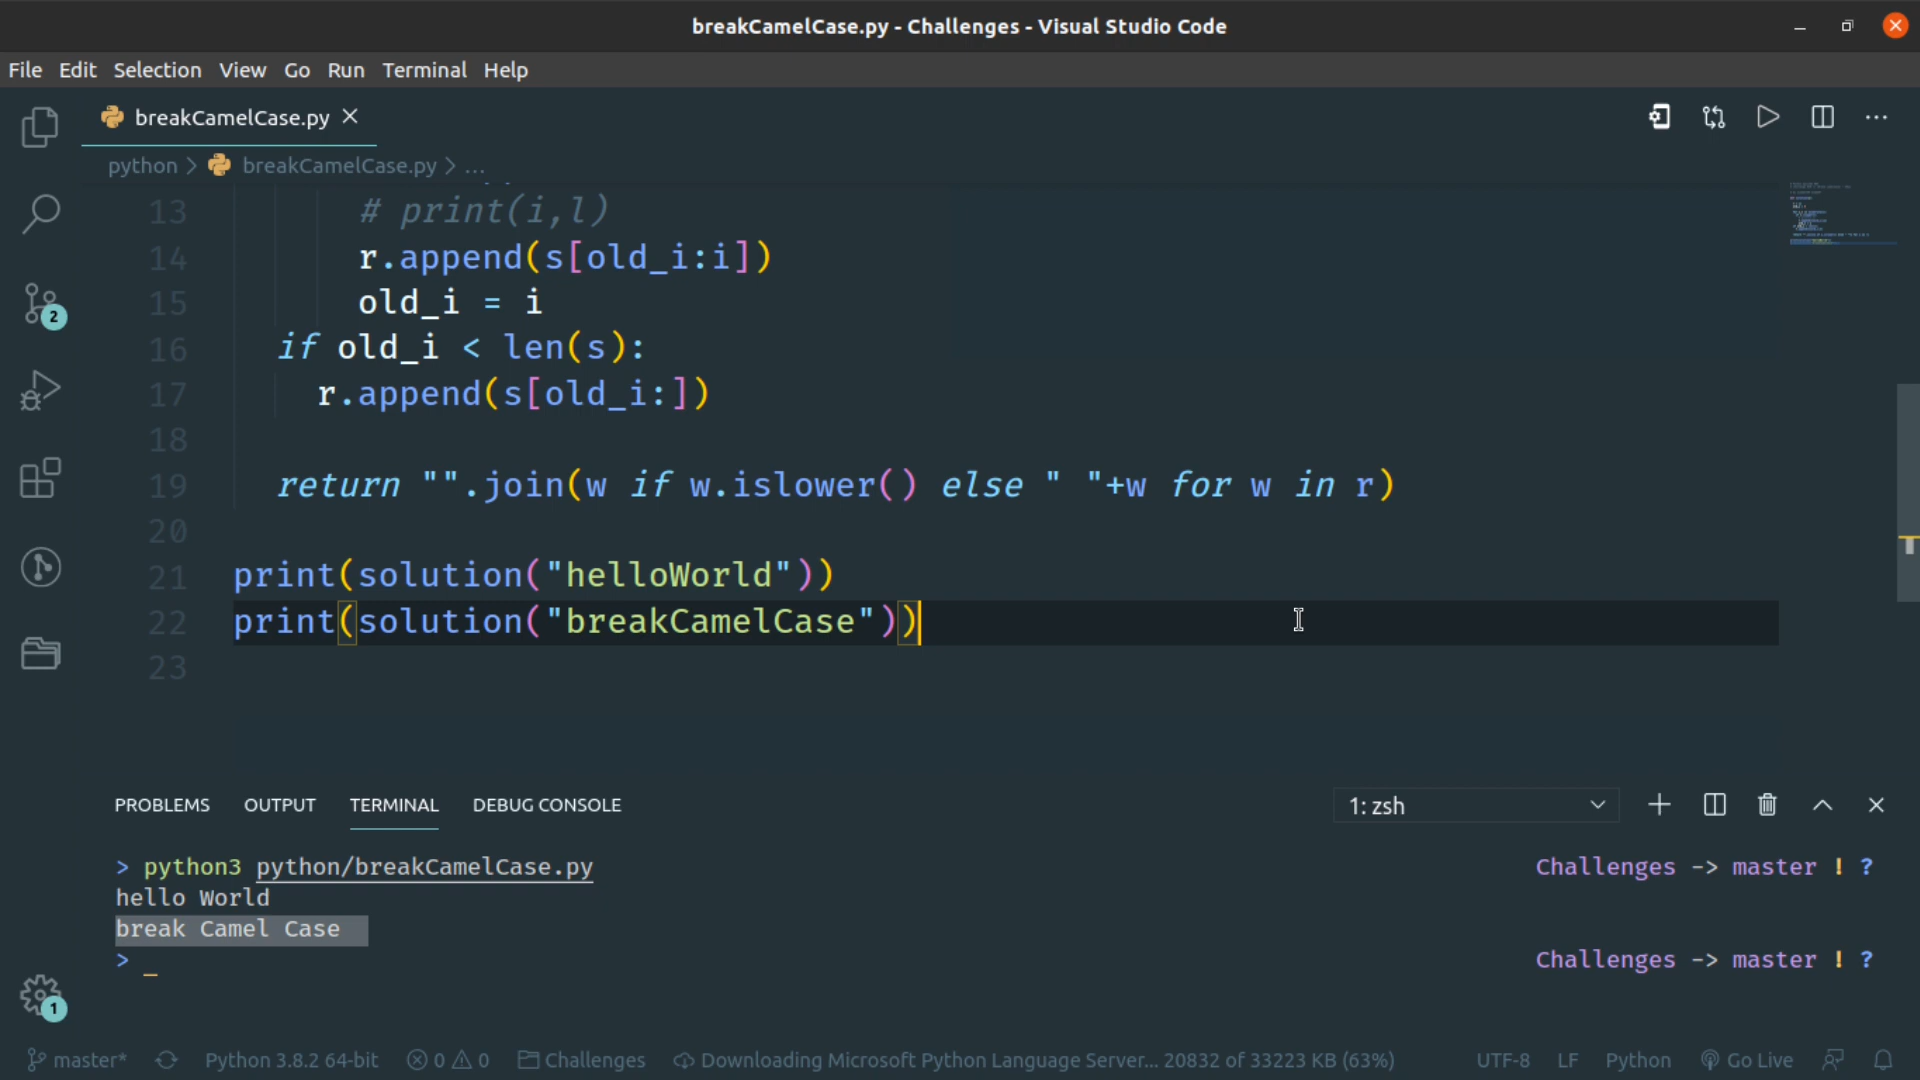 breakCamelCase.py - Challenges - Visual Studio Code
File Edit Selection View Go Run Terminal Help
breakCamelCase.py
python > breakCamelCase.py > ...
13 # print(i,l)
14 r.append(s[old_i:i])
15 old_i = i
16 if old_i < len(s):
17 r.append(s[old_i:])
18
19 return "".join(w if w.islower() else " "+w for w in r)
20
21 print(solution("helloWorld"))
22 print(solution("breakCamelCase"))
23
2
PROBLEMS OUTPUT TERMINAL DEBUG CONSOLE 1: zsh
> python3 python/breakCamelCase.py Challenges -> master ! ?
hello World
break Camel Case
> _ Challenges -> master ! ?
1
master* Python 3.8.2 64-bit 0 0 Challenges Downloading Microsoft Python Language Server... 20832 of 33223 KB (63%) UTF-8 LF Python Go Live